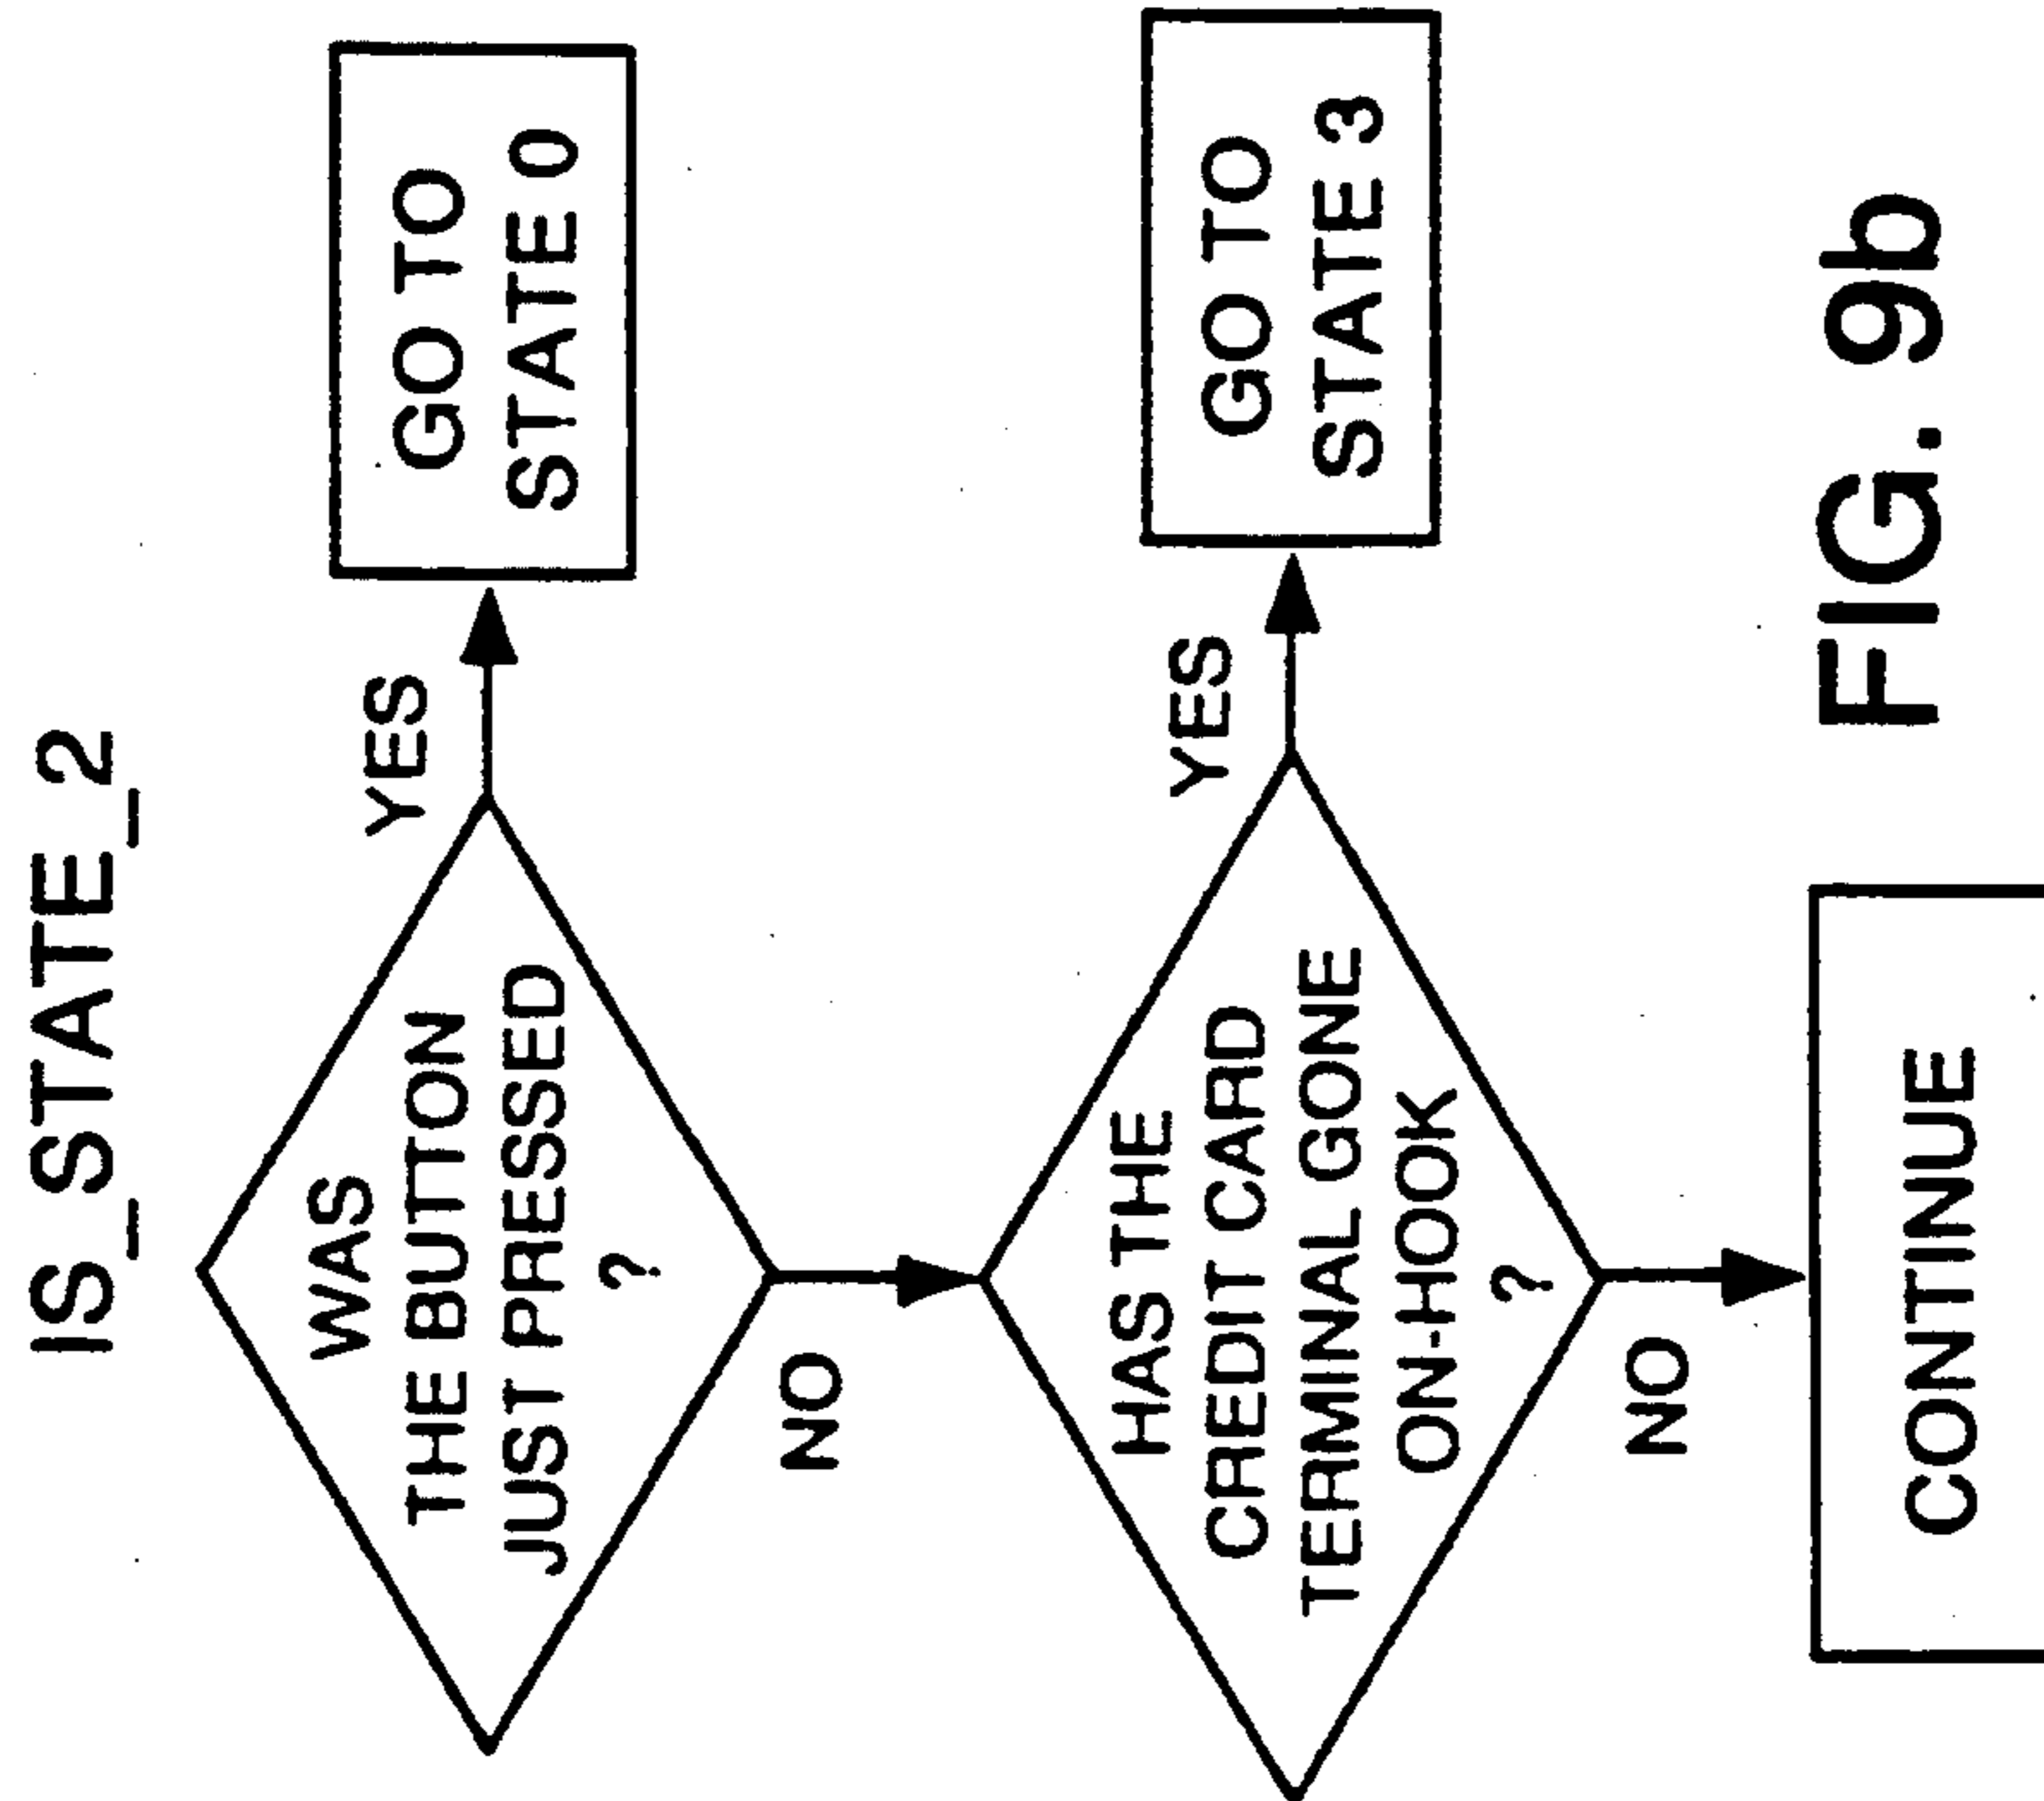 IS_STATE_2
WAS
THE BUTTON
JUST PRESSED
?
YES
GO TO
STATE 0
NO
HAS THE
CREDIT CARD
TERMINAL GONE
ON-HOOK
?
YES
GO TO
STATE 3
NO
CONTINUE
FIG. 9b